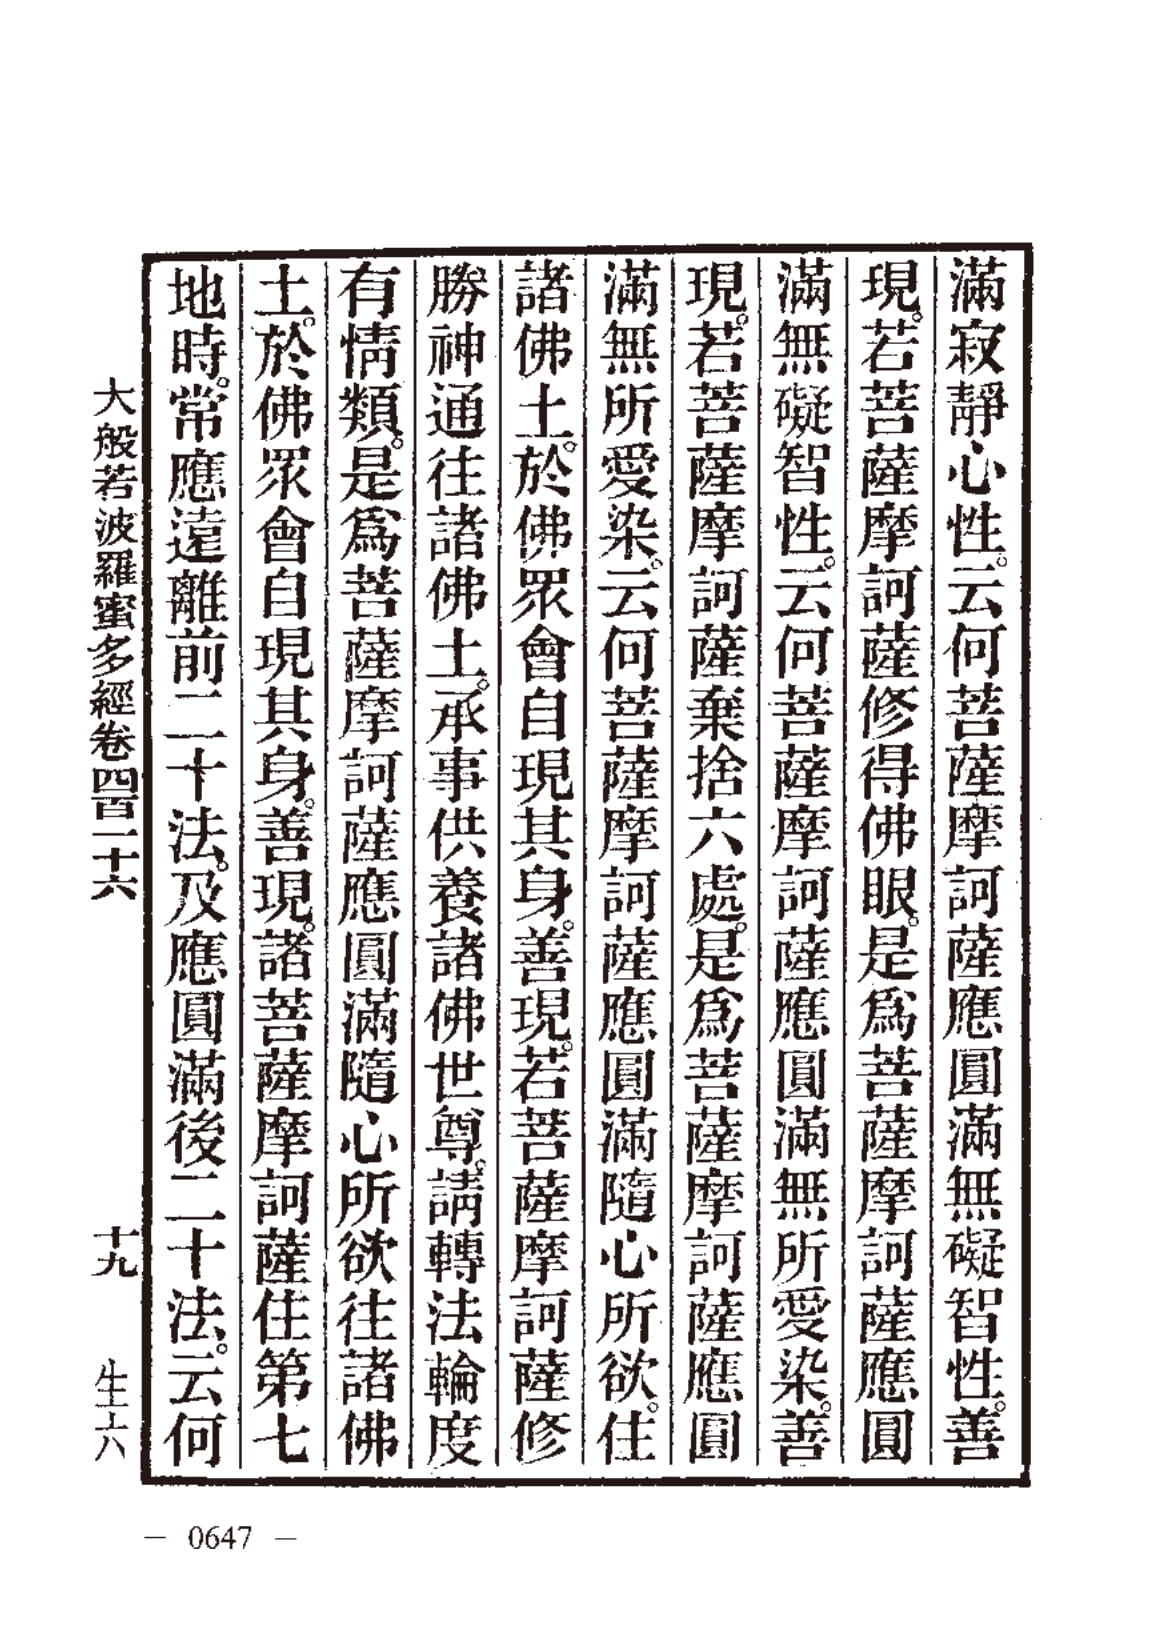 滿寂靜心性。云何菩薩摩訶薩應圓滿無礙智性。善
現。若菩薩摩訶薩修得佛眼。是爲菩薩摩訶薩應圓
滿無礙智性。云何菩薩摩訶薩應圓滿無所愛染。善
現。若菩薩摩訶薩棄捨六處。是爲菩薩摩訶薩應圓
滿無所愛染。云何菩薩摩訶薩應圓滿隨心所欲。往
諸佛土。於佛眾會自現其身。善現。若菩薩摩訶薩修
勝神通往諸佛土。承事供養諸佛世尊。請轉法輪度
有情類。是爲菩薩摩訶薩應圓滿隨心所欲往諸佛
土。於佛眾會自現其身。善現。諸菩薩摩訶薩住第七
地時。常應遠離前二十法。及應圓滿後二十法。云何
大般若波羅蜜多經卷四百一十六 十九 生六
— 0647 —